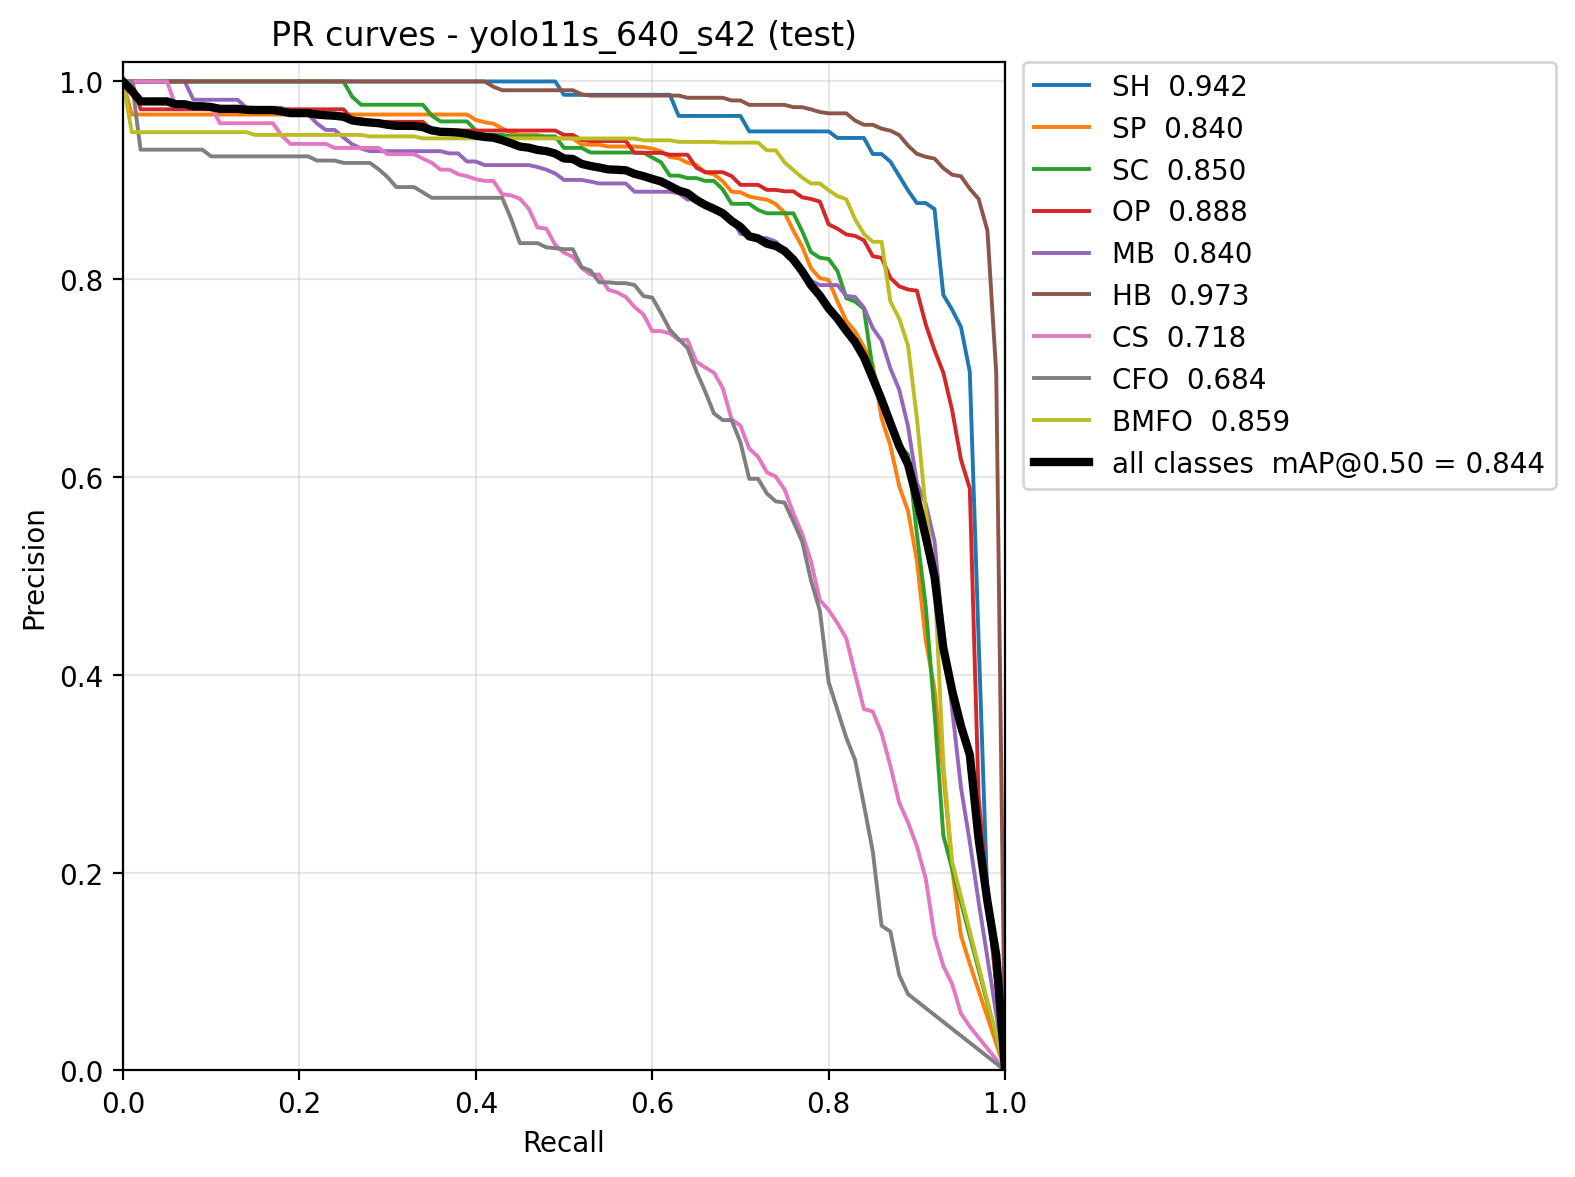 PR curves - yolo11s_640_s42 (test)
SH 0.942
SP 0.840
SC 0.850
OP 0.888
MB 0.840
HB 0.973
CS 0.718
CFO 0.684
BMFO 0.859
all classes mAP@0.50 = 0.844
Precision
1.0
0.8
0.6
0.4
0.2
0.0
0.0 0.2 0.4 0.6 0.8 1.0
Recall